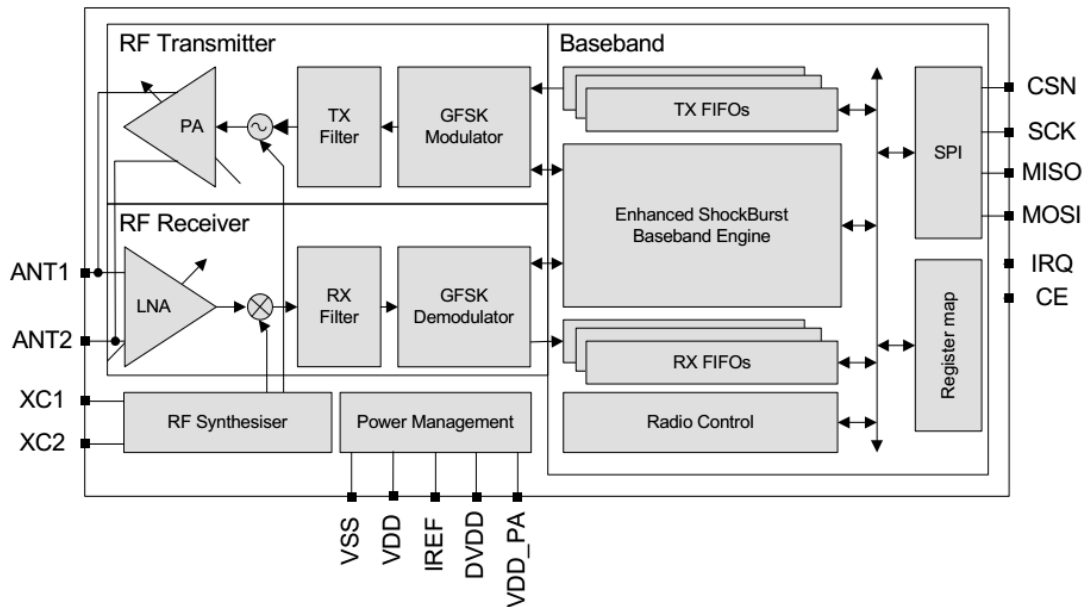 RF Transmitter
PA
TX
Filter
GFSK
Modulator
RF Receiver
LNA
RX
Filter
GFSK
Demodulator
RF Synthesiser
Power Management
Baseband
TX FIFOs
Enhanced ShockBurst
Baseband Engine
RX FIFOs
Radio Control
SPI
Register map
CSN
SCK
MISO
MOSI
IRQ
CE
ANT1
ANT2
XC1
XC2
VSS
VDD
IREF
DVDD
VDD_PA